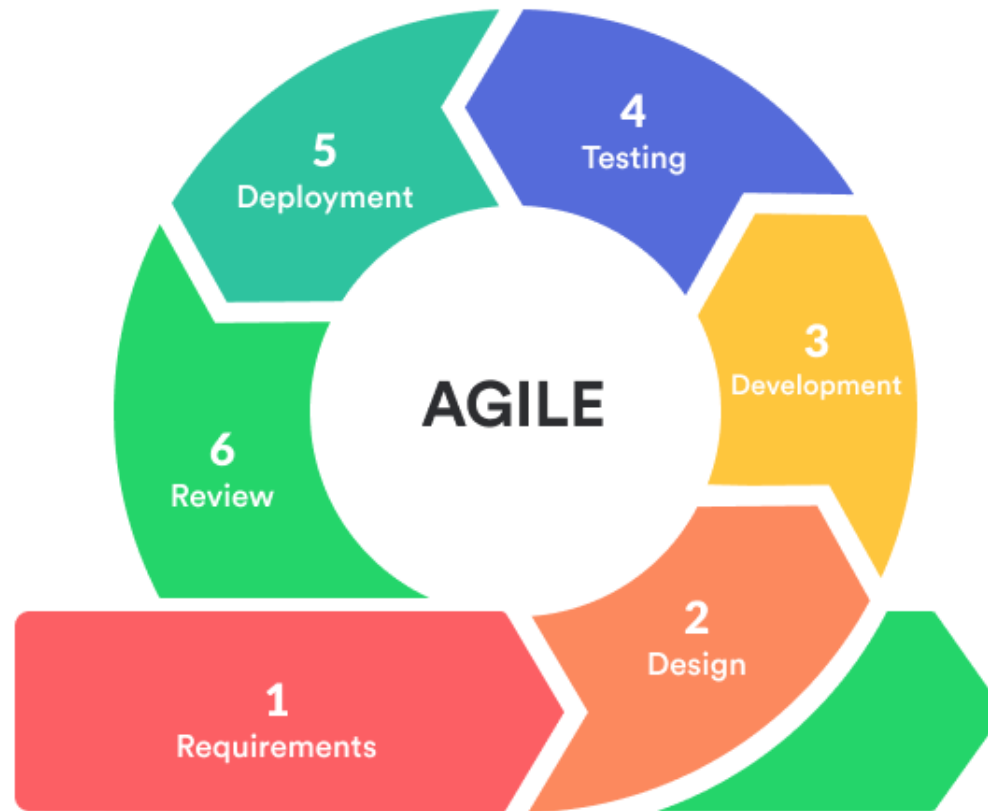 5
Deployment
4
Testing
3
Development
AGILE
6
Review
2
Design
1
Requirements